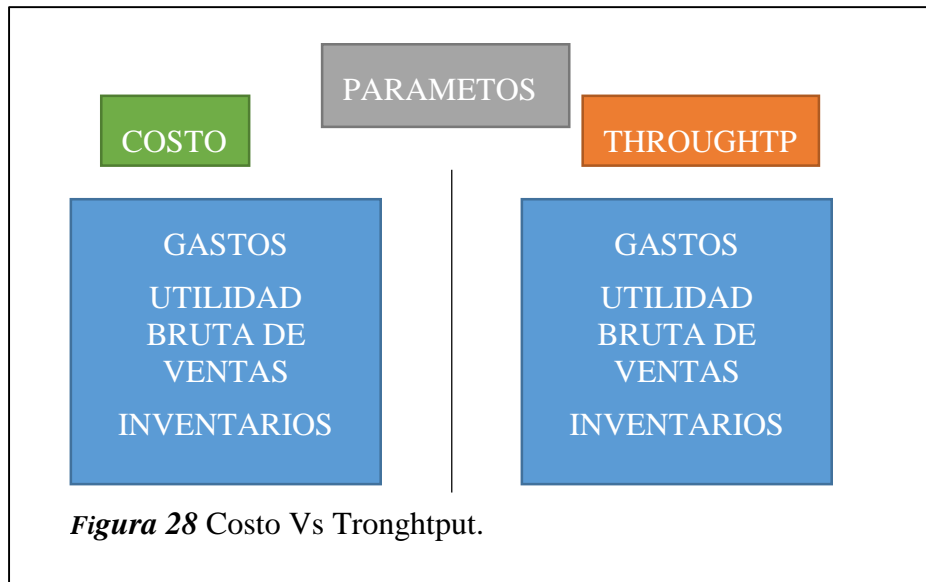 PARAMETOS
COSTO
THROUGHTP
GASTOS
UTILIDAD
BRUTA DE
VENTAS
INVENTARIOS
GASTOS
UTILIDAD
BRUTA DE
VENTAS
INVENTARIOS
Figura 28 Costo Vs Tronghtput.